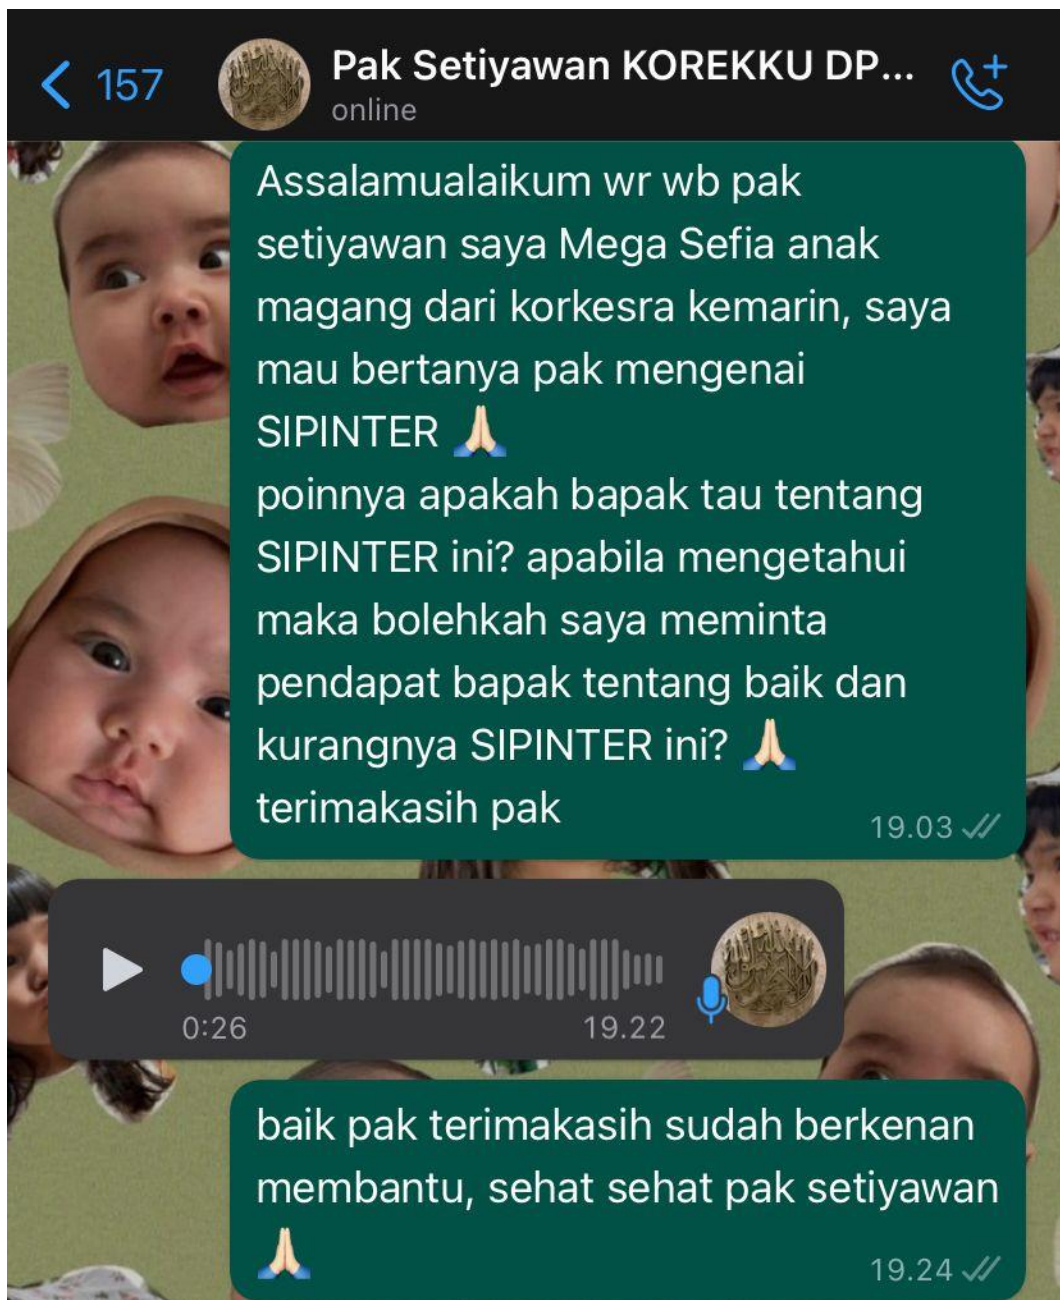 157
Pak Setiyawan KOREKKU DP...
online
Assalamualaikum wr wb pak
setiyawan saya Mega Sefia anak
magang dari korkesra kemarin, saya
mau bertanya pak mengenai
SIPINTER 🙏🏻
poinnya apakah bapak tau tentang
SIPINTER ini? apabila mengetahui
maka bolehkah saya meminta
pendapat bapak tentang baik dan
kurangnya SIPINTER ini? 🙏🏻
terimakasih pak
19.03
0:26
19.22
baik pak terimakasih sudah berkenan
membantu, sehat sehat pak setiyawan
🙏🏻
19.24